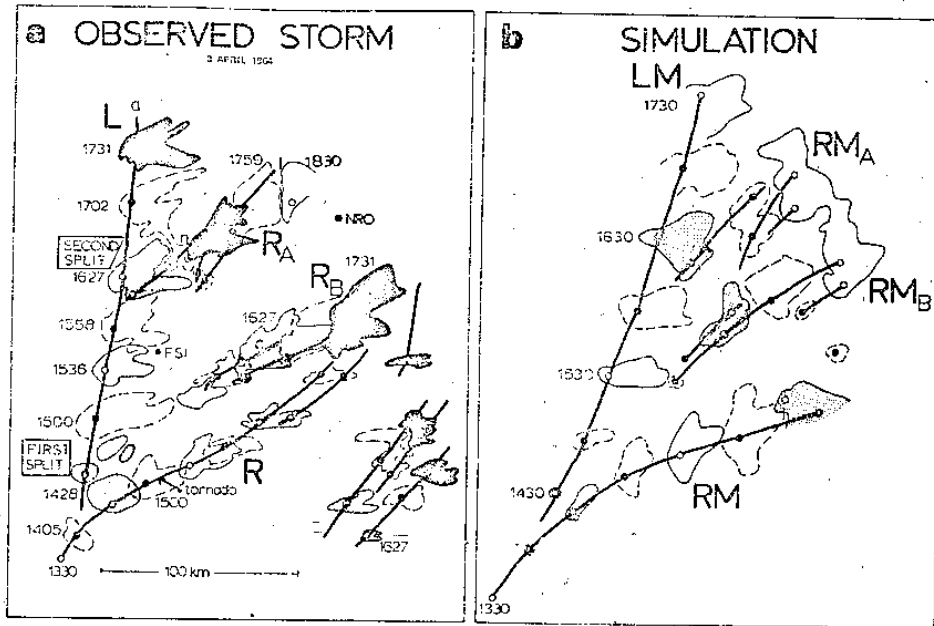 a OBSERVED STORM
3 APRIL 1964
L
a
1731
1759
1830
1702
NRO
SECOND
SPLIT
R_A
1627
R_B
1731
1558
1527
FSI
1536
1500
FIRST
SPLIT
R
1428
tornado
1500
1405
1627
1330
100 km
b SIMULATION
LM
1730
RM_A
1630
RM_B
1530
1430
RM
1330